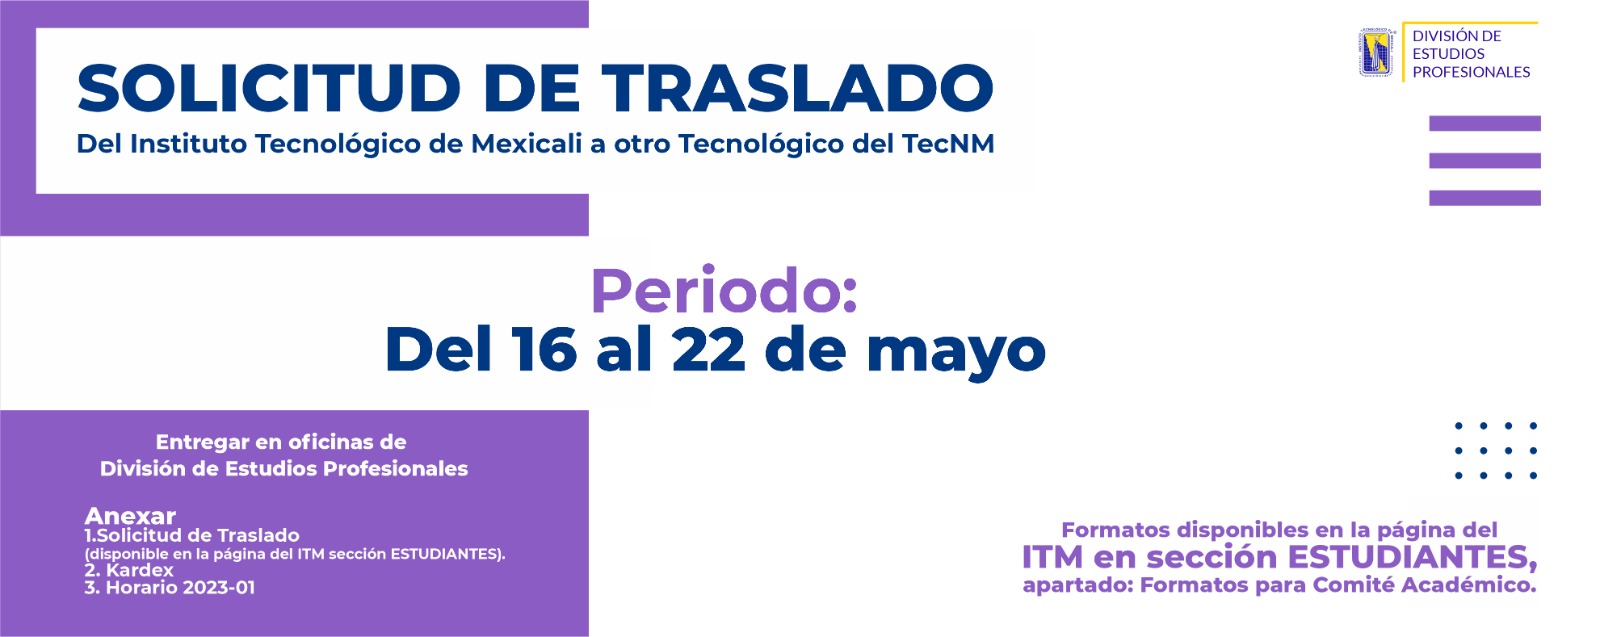 SOLICITUD DE TRASLADO
Del Instituto Tecnológico de Mexicali a otro Tecnológico del TecNM
DIVISIÓN DE
ESTUDIOS
PROFESIONALES
Periodo:
Del 16 al 22 de mayo
Entregar en oficinas de
División de Estudios Profesionales
Anexar
1.Solicitud de Traslado
(disponible en la página del ITM sección ESTUDIANTES).
2. Kardex
3. Horario 2023-01
Formatos disponibles en la página del
ITM en sección ESTUDIANTES,
apartado: Formatos para Comité Académico.